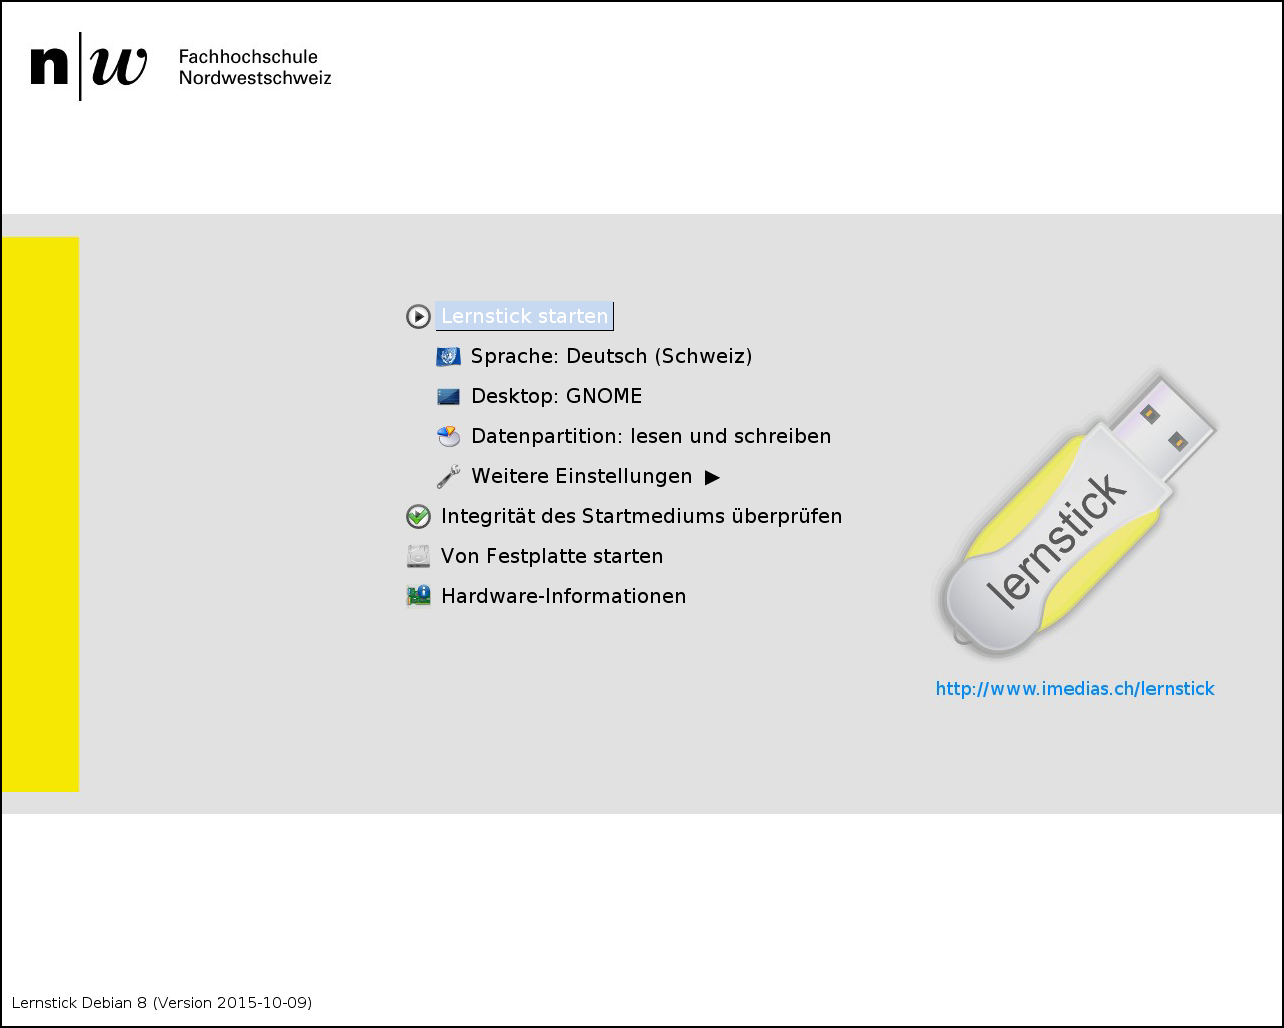 n|w
Fachhochschule
Nordwestschweiz
Lernstick starten
Sprache: Deutsch (Schweiz)
Desktop: GNOME
Datenpartition: lesen und schreiben
Weitere Einstellungen ▶
Integrität des Startmediums überprüfen
Von Festplatte starten
Hardware-Informationen
lernstick
http://www.imedias.ch/lernstick
Lernstick Debian 8 (Version 2015-10-09)